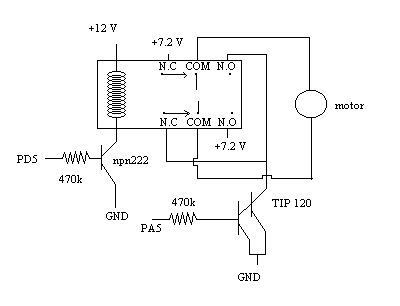 +12 V
+7.2 V
N.C COM N.O
motor
N.C COM N.O
+7.2 V
PD5
npn222
470k
470k
TIP 120
GND
PA5
GND